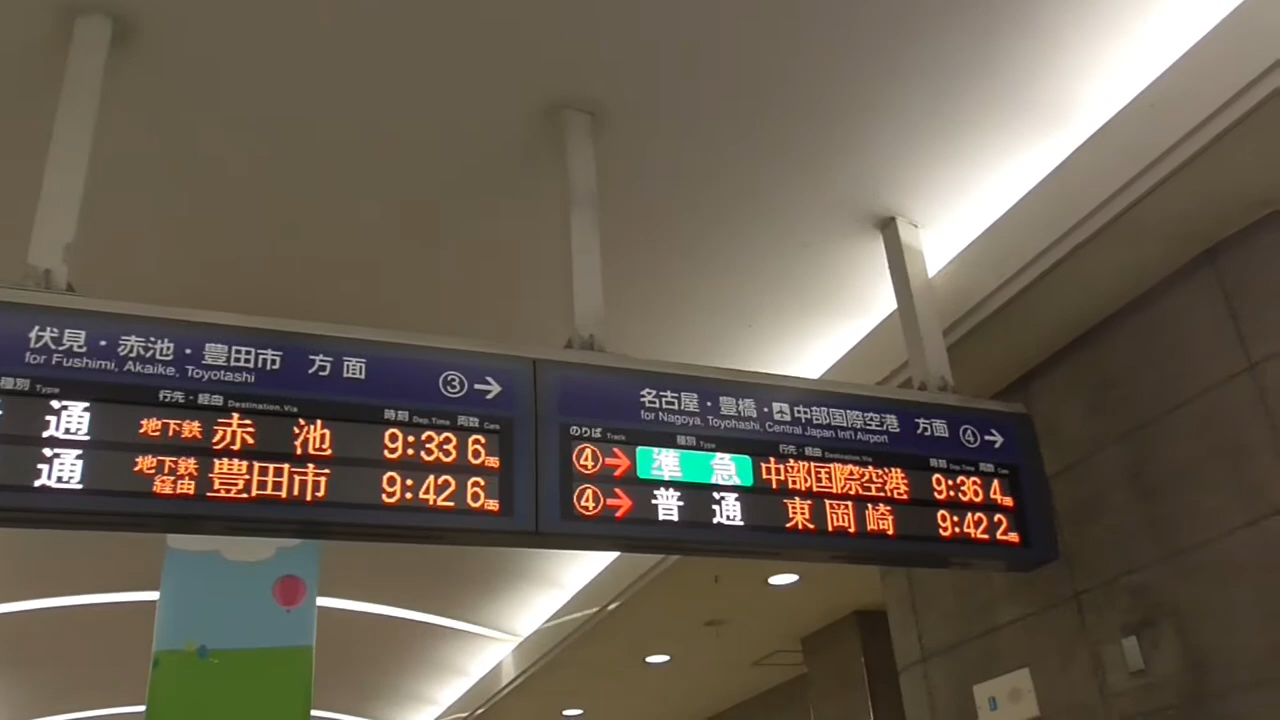 伏見・赤池・豊田市 方面 ③→
for Fushimi, Akaike, Toyotashi
種別 Type 行先・経由 Destination, Via 時刻 Dep.Time 両数 Cars
通 地下鉄 赤池 9:33 6両
通 地下鉄経由 豊田市 9:42 6両
名古屋・豊橋・中部国際空港 方面 ④→
for Nagoya, Toyohashi, Central Japan Int'l Airport
のりば Track 種別 Type 行先・経由 Destination, Via 時刻 Dep.Time 両数 Cars
④→ 準急 中部国際空港 9:36 4両
④→ 普通 東岡崎 9:42 2両